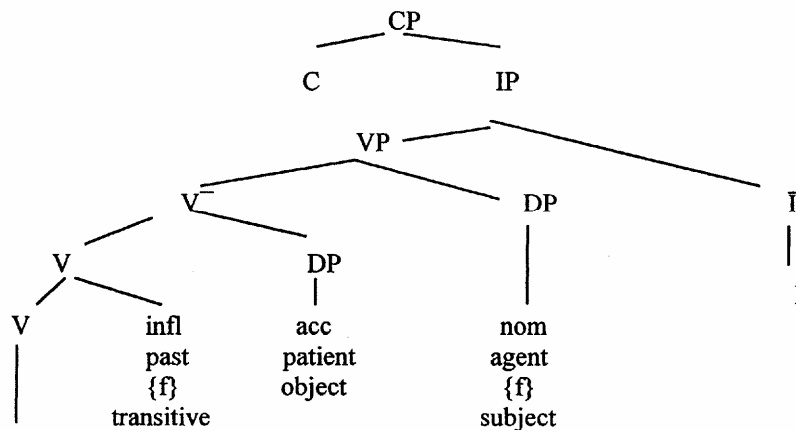 CP
C IP
VP
V̄ DP Ī
V DP
V infl acc nom
past patient agent
{f} object {f}
transitive subject